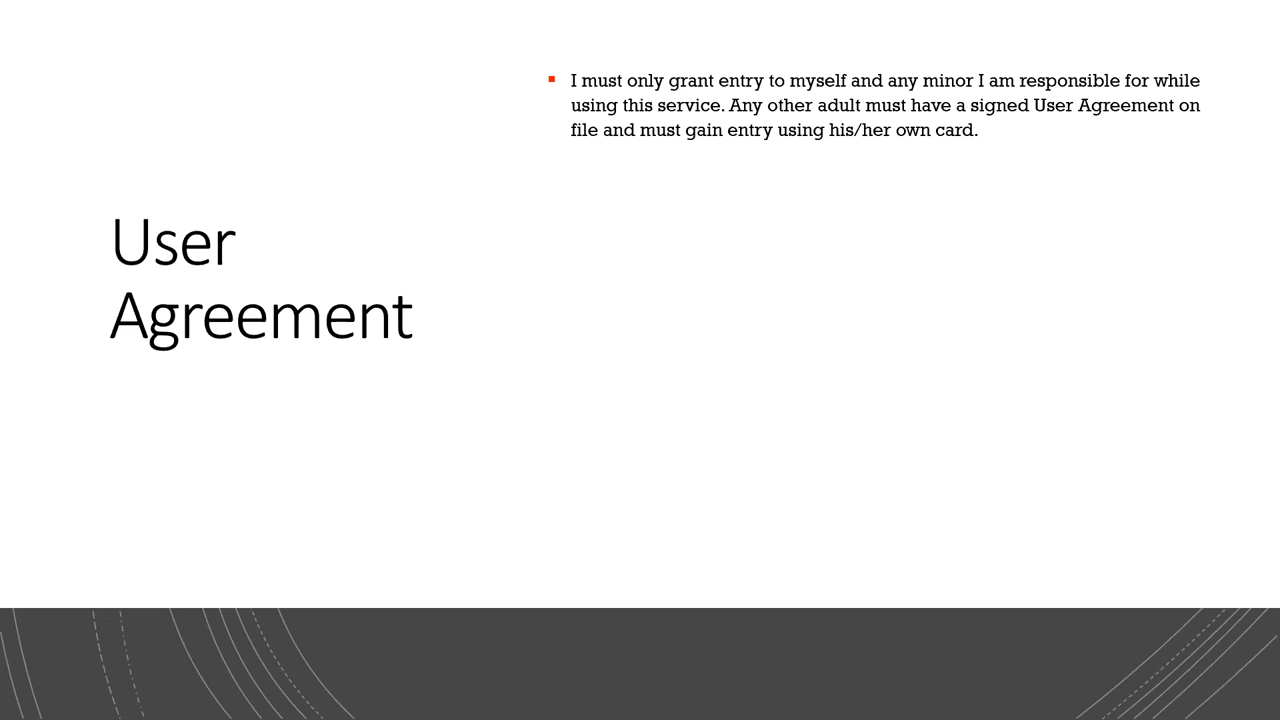 I must only grant entry to myself and any minor I am responsible for while
using this service. Any other adult must have a signed User Agreement on
file and must gain entry using his/her own card.
User
Agreement